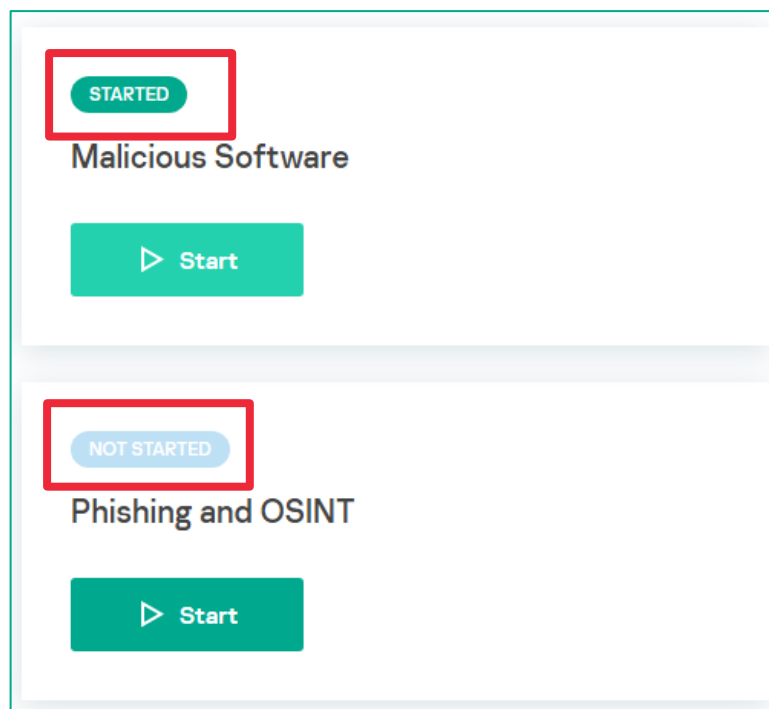 STARTED
Malicious Software
Start
NOT STARTED
Phishing and OSINT
Start